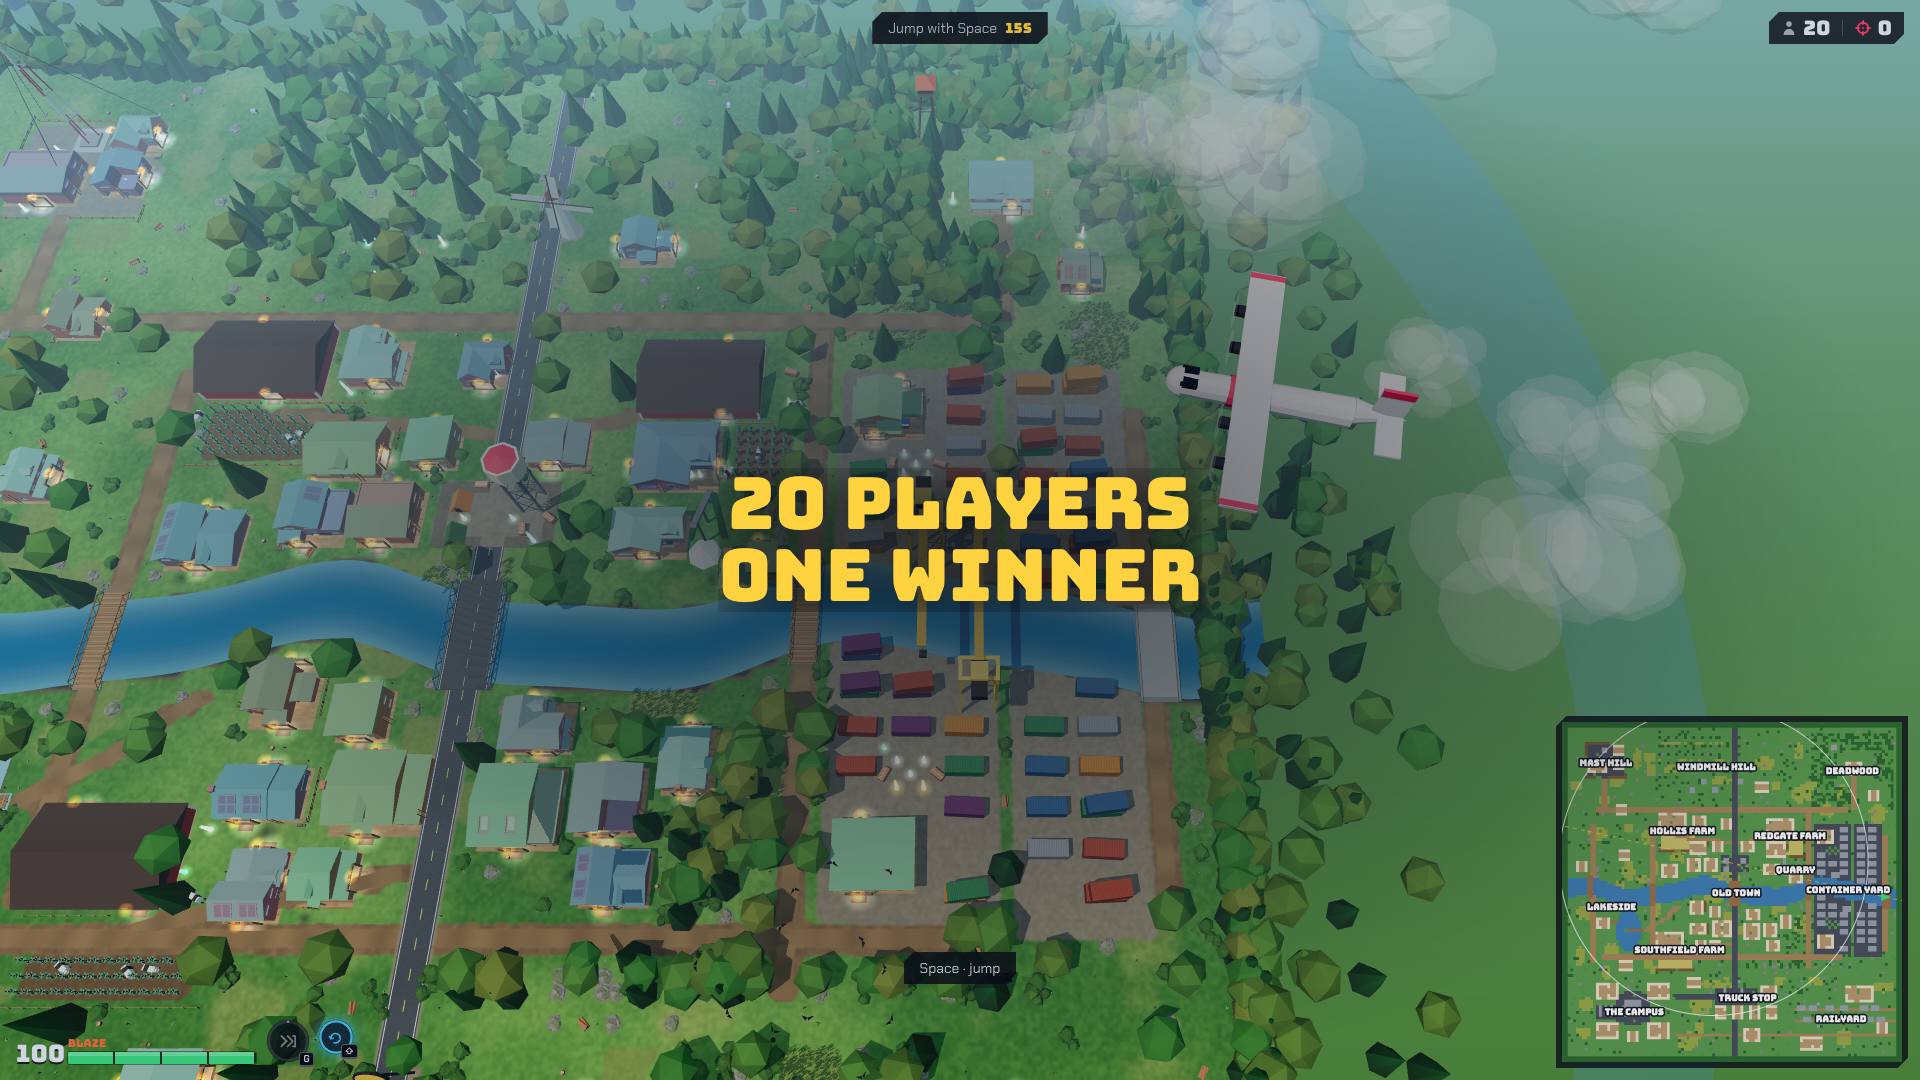 Jump with Space 15S
20 0
20 PLAYERS
ONE WINNER
Space · jump
100 BLAZE
G
MAST HILL
WINDMILL HILL
DEADWOOD
HOLLIS FARM
REDGATE FARM
QUARRY
OLD TOWN
CONTAINER YARD
LAKESIDE
SOUTHFIELD FARM
TRUCK STOP
THE CAMPUS
RAILYARD